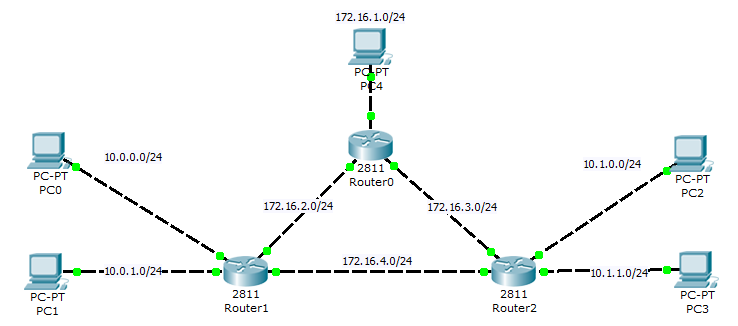 172.16.1.0/24
PC-PT
PC4
2811
Router0
10.0.0.0/24
10.1.0.0/24
PC-PT
PC0
PC-PT
PC2
172.16.2.0/24
172.16.3.0/24
172.16.4.0/24
10.0.1.0/24
10.1.1.0/24
PC-PT
PC1
2811
Router1
2811
Router2
PC-PT
PC3